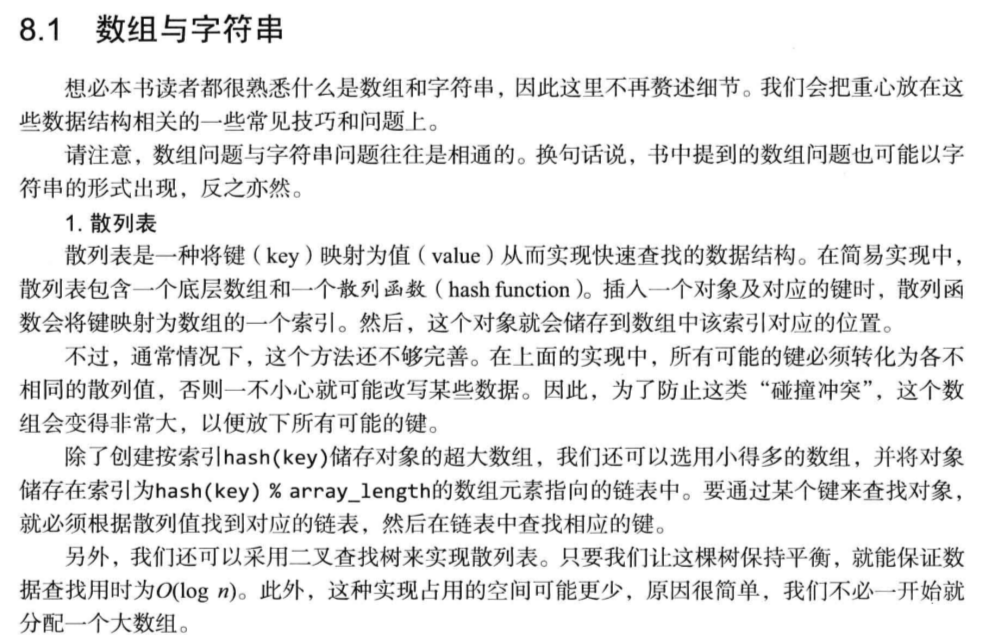 8.1 数组与字符串
想必本书读者都很熟悉什么是数组和字符串，因此这里不再赘述细节。我们会把重心放在这
些数据结构相关的一些常见技巧和问题上。
请注意，数组问题与字符串问题往往是相通的。换句话说，书中提到的数组问题也可能以字
符串的形式出现，反之亦然。
1. 散列表
散列表是一种将键（key）映射为值（value）从而实现快速查找的数据结构。在简易实现中，
散列表包含一个底层数组和一个散列函数（hash function）。插入一个对象及对应的键时，散列函
数会将键映射为数组的一个索引。然后，这个对象就会储存到数组中该索引对应的位置。
不过，通常情况下，这个方法还不够完善。在上面的实现中，所有可能的键必须转化为各不
相同的散列值，否则一不小心就可能改写某些数据。因此，为了防止这类“碰撞冲突”，这个数
组会变得非常大，以便放下所有可能的键。
除了创建按索引hash(key)储存对象的超大数组，我们还可以选用小得多的数组，并将对象
储存在索引为hash(key) % array_length的数组元素指向的链表中。要通过某个键来查找对象，
就必须根据散列值找到对应的链表，然后在链表中查找相应的键。
另外，我们还可以采用二叉查找树来实现散列表。只要我们让这棵树保持平衡，就能保证数
据查找用时为O(log n)。此外，这种实现占用的空间可能更少，原因很简单，我们不必一开始就
分配一个大数组。